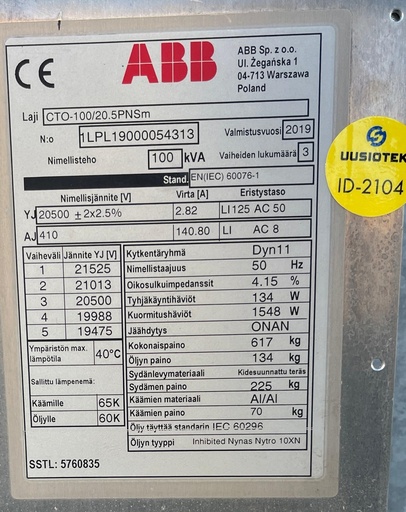 CE ABB
ABB Sp. z o.o.
Ul. Żegańska 1
04-713 Warszawa
Poland
Laji CTO-100/20.5PNSm
N:o 1LPL19000054313 Valmistusvuosi 2019
Nimellisteho 100 kVA Vaiheiden lukumäärä 3
Stand. EN(IEC) 60076-1
Nimellisjännite [V] Virta [A] Eristystaso
YJ 20500 ± 2x2.5% 2.82 LI125 AC 50
AJ 410 140.80 LI AC 8
Vaiheväli Jännite YJ [V]
1 21525
2 21013
3 20500
4 19988
5 19475
Ympäristön max. lämpötila 40°C
Sallittu lämpenemä:
Käämille 65K
Öljylle 60K
Kytkentäryhmä Dyn11
Nimellistaajuus 50 Hz
Oikosulkuimpedanssit 4.15 %
Tyhjäkäyntihäviöt 134 W
Kuormitushäviöt 1548 W
Jäähdytys ONAN
Kokonaispaino 617 kg
Öljyn paino 134 kg
Sydänlevymateriaali Kidesuunnattu teräs
Sydämen paino 225 kg
Käämien materiaali Al/Al
Käämien paino 70 kg
Öljy täyttää standarin IEC 60296
Öljyn tyyppi Inhibited Nynas Nytro 10XN
SSTL: 5760835
UUSIOTEK
ID-2104